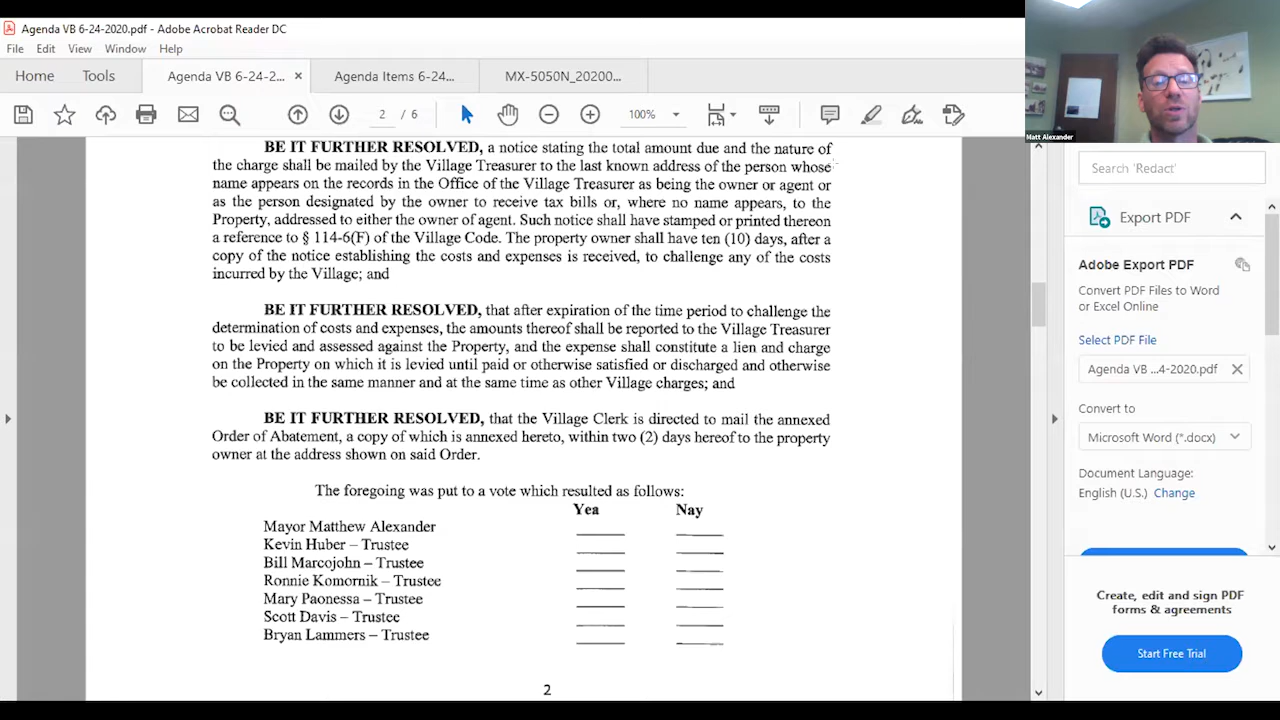 Agenda VB 6-24-2020.pdf - Adobe Acrobat Reader DC
File Edit View Window Help
Home Tools Agenda VB 6-24-2... × Agenda Items 6-24... MX-5050N_20200...
2 / 6 100%
Matt Alexander
BE IT FURTHER RESOLVED, a notice stating the total amount due and the nature of
the charge shall be mailed by the Village Treasurer to the last known address of the person whose
name appears on the records in the Office of the Village Treasurer as being the owner or agent or
as the person designated by the owner to receive tax bills or, where no name appears, to the
Property, addressed to either the owner of agent. Such notice shall have stamped or printed thereon
a reference to § 114-6(F) of the Village Code. The property owner shall have ten (10) days, after a
copy of the notice establishing the costs and expenses is received, to challenge any of the costs
incurred by the Village; and
BE IT FURTHER RESOLVED, that after expiration of the time period to challenge the
determination of costs and expenses, the amounts thereof shall be reported to the Village Treasurer
to be levied and assessed against the Property, and the expense shall constitute a lien and charge
on the Property on which it is levied until paid or otherwise satisfied or discharged and otherwise
be collected in the same manner and at the same time as other Village charges; and
BE IT FURTHER RESOLVED, that the Village Clerk is directed to mail the annexed
Order of Abatement, a copy of which is annexed hereto, within two (2) days hereof to the property
owner at the address shown on said Order.
The foregoing was put to a vote which resulted as follows:
Yea Nay
Mayor Matthew Alexander
Kevin Huber – Trustee
Bill Marcojohn – Trustee
Ronnie Komornik – Trustee
Mary Paonessa – Trustee
Scott Davis – Trustee
Bryan Lammers – Trustee
2
Search 'Redact'
Export PDF
Adobe Export PDF
Convert PDF Files to Word
or Excel Online
Select PDF File
Agenda VB ...4-2020.pdf
Convert to
Microsoft Word (*.docx)
Document Language:
English (U.S.) Change
Create, edit and sign PDF
forms & agreements
Start Free Trial